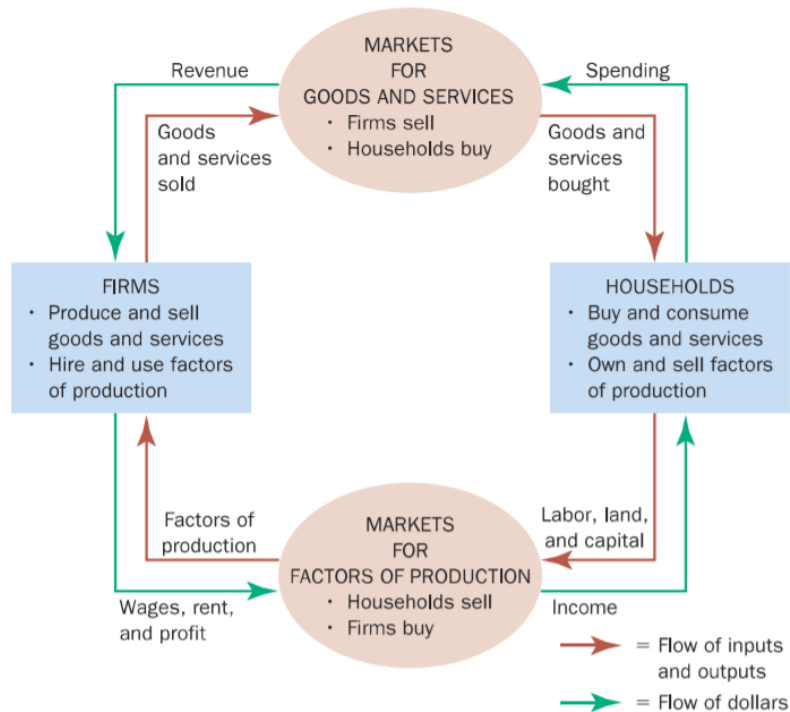 MARKETS
FOR
GOODS AND SERVICES
· Firms sell
· Households buy
Revenue
Spending
Goods
and services
sold
Goods and
services
bought
FIRMS
· Produce and sell
goods and services
· Hire and use factors
of production
HOUSEHOLDS
· Buy and consume
goods and services
· Own and sell factors
of production
Factors of
production
Labor, land,
and capital
MARKETS
FOR
FACTORS OF PRODUCTION
· Households sell
· Firms buy
Wages, rent,
and profit
Income
= Flow of inputs
and outputs
= Flow of dollars